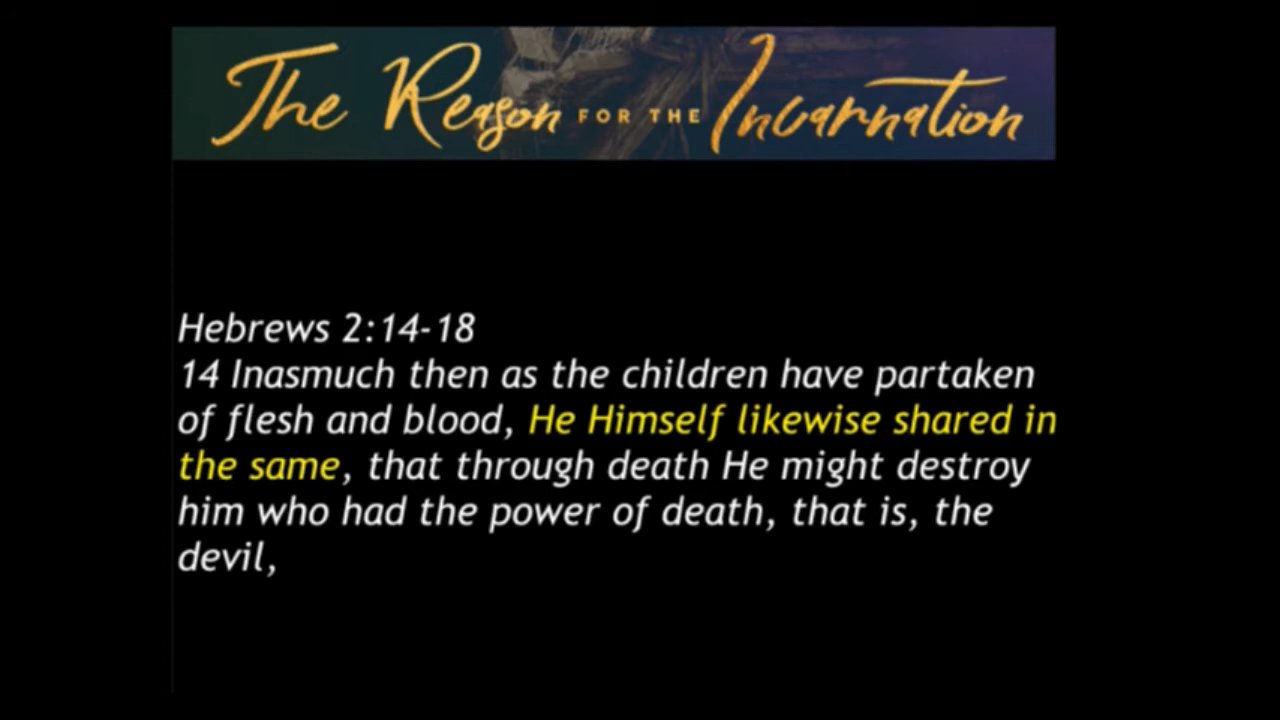 The Reason FOR THE Incarnation
Hebrews 2:14-18
14 Inasmuch then as the children have partaken
of flesh and blood, He Himself likewise shared in
the same, that through death He might destroy
him who had the power of death, that is, the
devil,